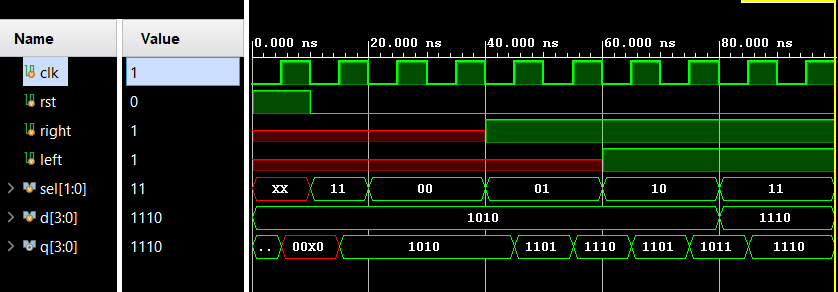 Name Value 0.000 ns 20.000 ns 40.000 ns 60.000 ns 80.000 ns
clk 1
rst 0
right 1
left 1
sel[1:0] 11 XX 11 00 01 10 11
d[3:0] 1110 1010 1110
q[3:0] 1110 .. 00X0 1010 1101 1110 1101 1011 1110